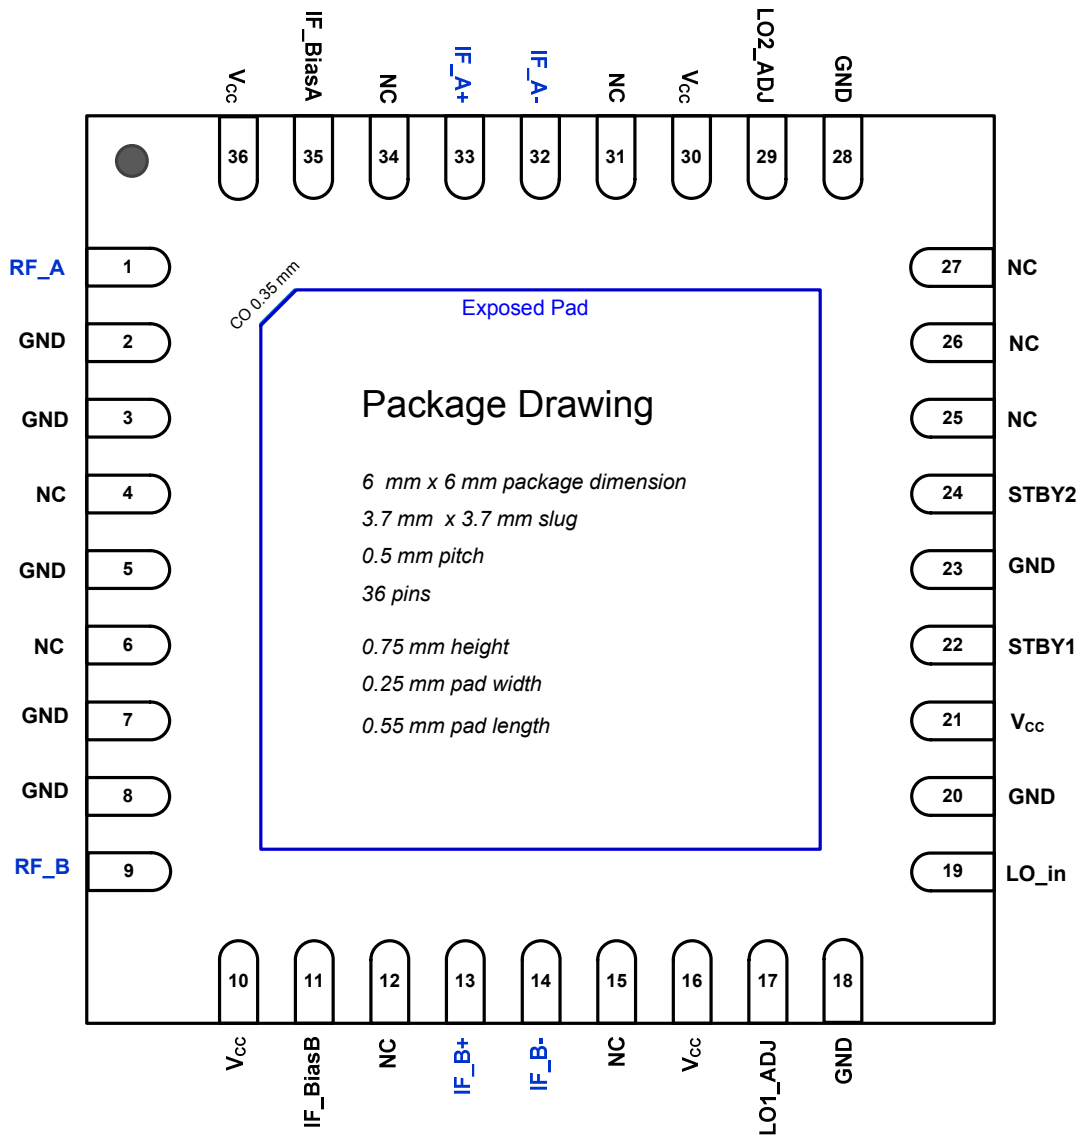 V_CC
IF_BiasA
NC
IF_A+
IF_A-
NC
V_CC
LO2_ADJ
GND
36
35
34
33
32
31
30
29
28
RF_A
1
GND
2
GND
3
NC
4
GND
5
NC
6
GND
7
GND
8
RF_B
9
CO 0.35 mm
Exposed Pad
Package Drawing
6 mm x 6 mm package dimension
3.7 mm x 3.7 mm slug
0.5 mm pitch
36 pins
0.75 mm height
0.25 mm pad width
0.55 mm pad length
27
NC
26
NC
25
NC
24
STBY2
23
GND
22
STBY1
21
V_CC
20
GND
19
LO_in
10
11
12
13
14
15
16
17
18
V_CC
IF_BiasB
NC
IF_B+
IF_B-
NC
V_CC
LO1_ADJ
GND